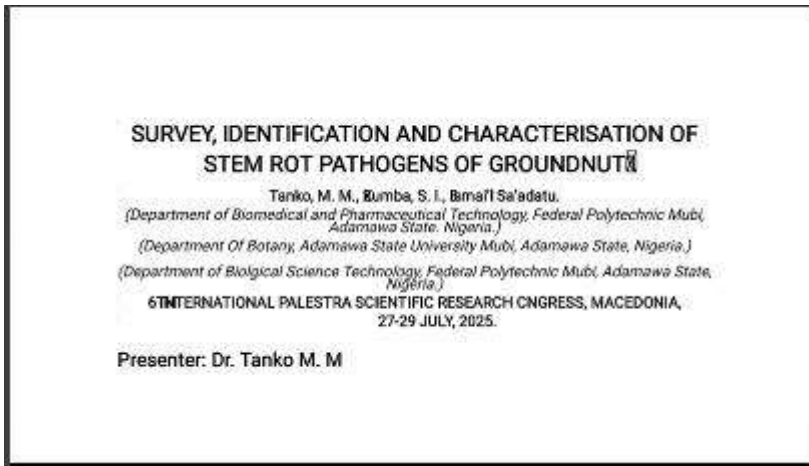 SURVEY, IDENTIFICATION AND CHARACTERISATION OF
STEM ROT PATHOGENS OF GROUNDNUT
Tanko, M. M., Zumba, S. I., Ismai'l Sa'adatu.
(Department of Biomedical and Pharmaceutical Technology, Federal Polytechnic Mubi,
Adamawa State. Nigeria.)
(Department Of Botany, Adamawa State University Mubi, Adamawa State, Nigeria.)
(Department of Biolgical Science Technology, Federal Polytechnic Mubi, Adamawa State,
Nigeria.)
6TH INTERNATIONAL PALESTRA SCIENTIFIC RESEARCH CNGRESS, MACEDONIA,
27-29 JULY, 2025.
Presenter: Dr. Tanko M. M